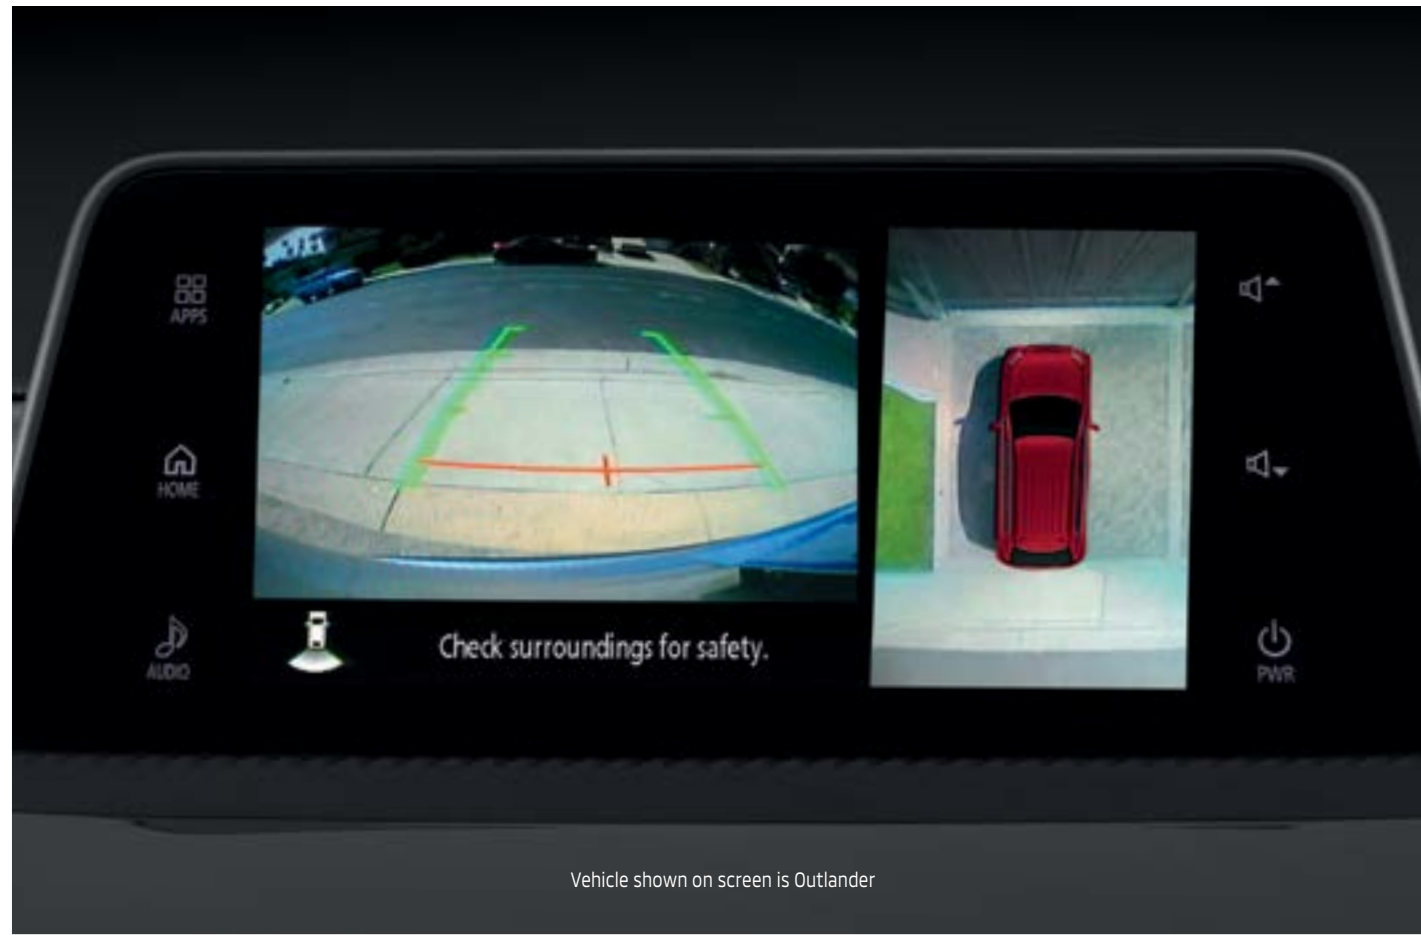 APPS
HOME
AUDIO
Check surroundings for safety.
PWR
Vehicle shown on screen is Outlander